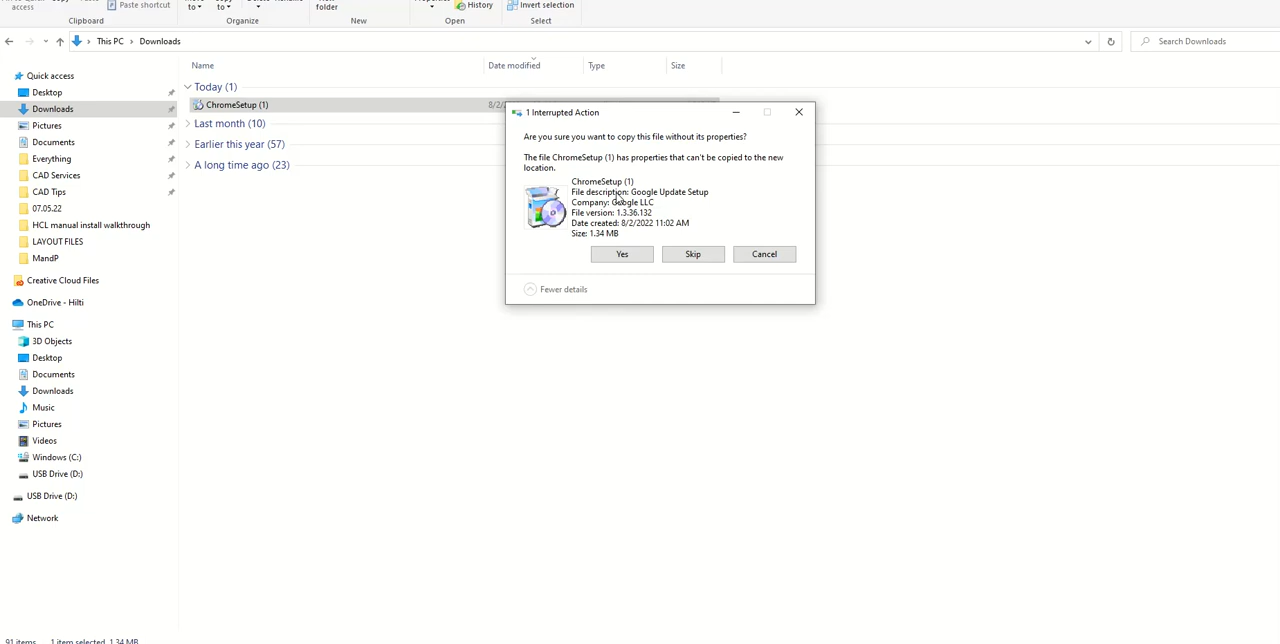 access
Paste shortcut
to
to
folder
History
Invert selection
Clipboard
Organize
New
Open
Select
This PC > Downloads
Search Downloads
Quick access
Desktop
Downloads
Pictures
Documents
Everything
CAD Services
CAD Tips
07.05.22
HCL manual install walkthrough
LAYOUT FILES
MandP
Creative Cloud Files
OneDrive - Hilti
This PC
3D Objects
Desktop
Documents
Downloads
Music
Pictures
Videos
Windows (C:)
USB Drive (D:)
USB Drive (D:)
Network
Name
Date modified
Type
Size
Today (1)
ChromeSetup (1)
8/2/
Last month (10)
Earlier this year (57)
A long time ago (23)
1 Interrupted Action
Are you sure you want to copy this file without its properties?
The file ChromeSetup (1) has properties that can't be copied to the new
location.
ChromeSetup (1)
File description: Google Update Setup
Company: Google LLC
File version: 1.3.36.132
Date created: 8/2/2022 11:02 AM
Size: 1.34 MB
Yes
Skip
Cancel
Fewer details
91 items
1 item selected 1.34 MB